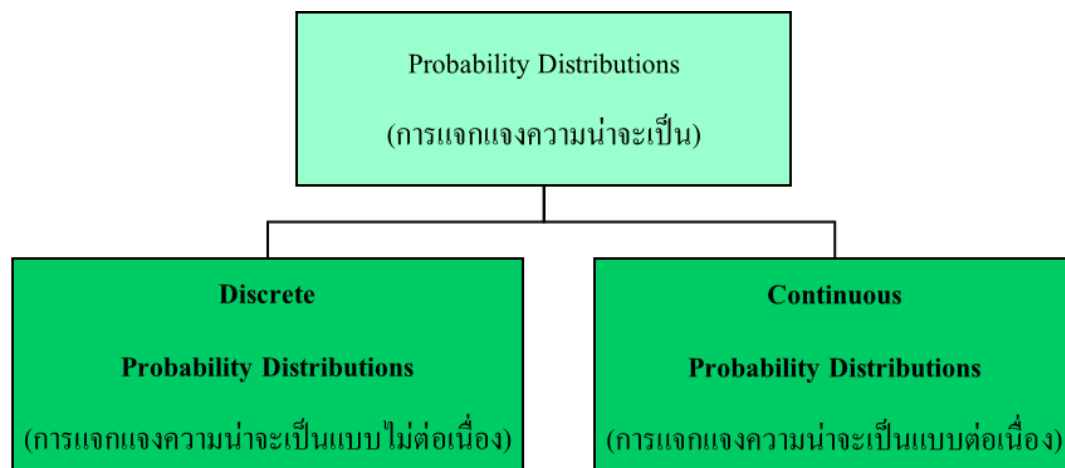 Probability Distributions
(การแจกแจงความน่าจะเป็น)
Discrete
Probability Distributions
(การแจกแจงความน่าจะเป็นแบบไม่ต่อเนื่อง)
Continuous
Probability Distributions
(การแจกแจงความน่าจะเป็นแบบต่อเนื่อง)